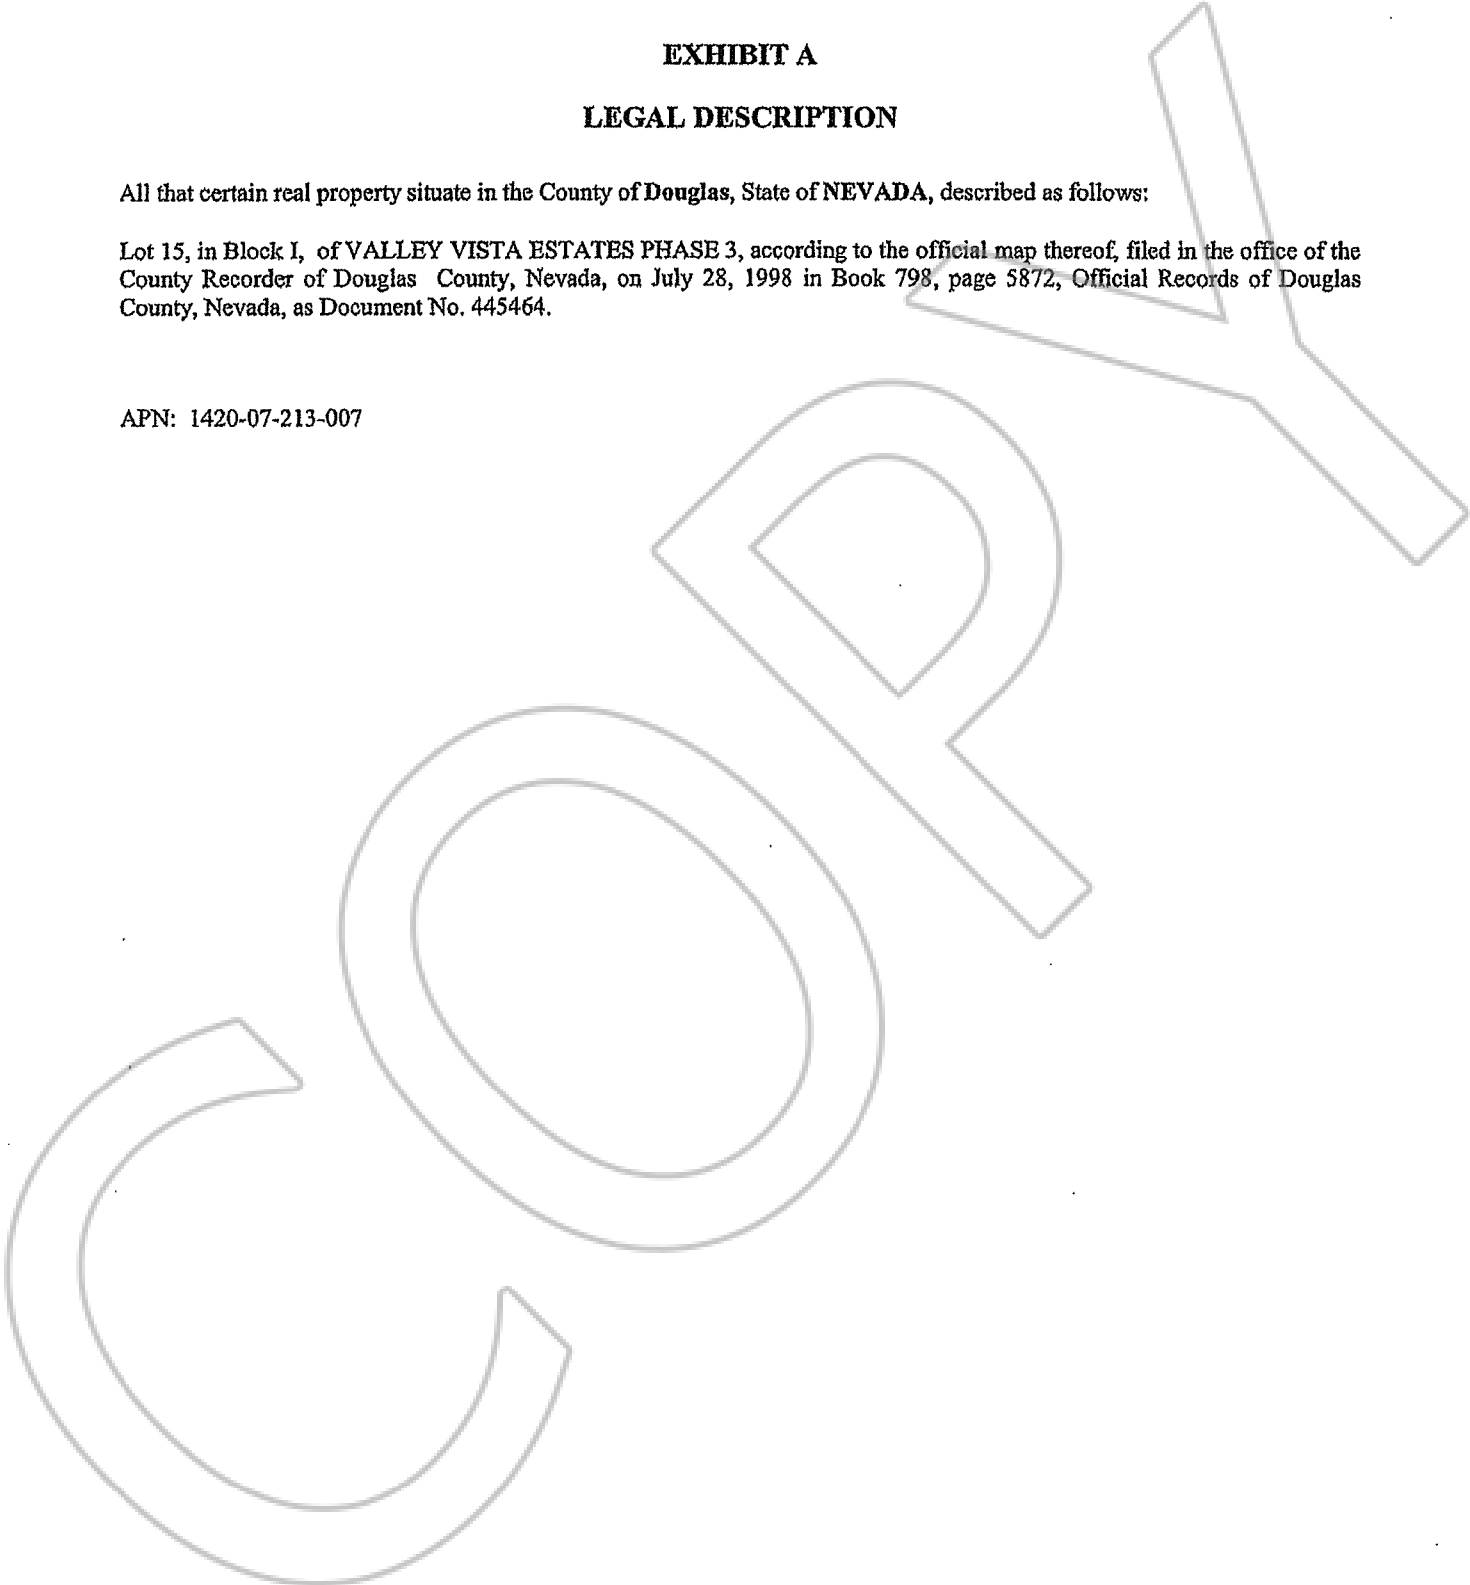 EXHIBIT A
LEGAL DESCRIPTION
All that certain real property situate in the County of Douglas, State of NEVADA, described as follows:
Lot 15, in Block I, of VALLEY VISTA ESTATES PHASE 3, according to the official map thereof, filed in the office of the
County Recorder of Douglas County, Nevada, on July 28, 1998 in Book 798, page 5872, Official Records of Douglas
County, Nevada, as Document No. 445464.
APN: 1420-07-213-007
COPY